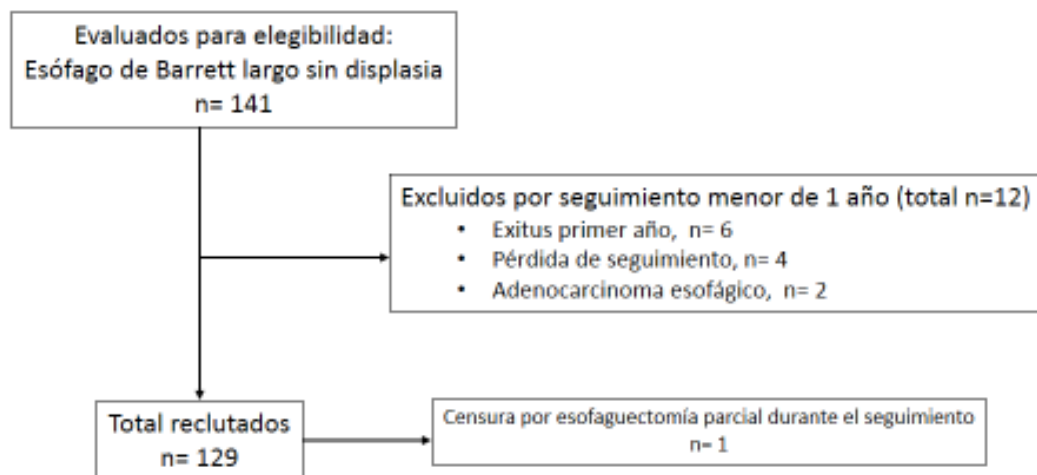 Evaluados para elegibilidad:
Esófago de Barrett largo sin displasia
n= 141
Excluidos por seguimiento menor de 1 año (total n=12)
• Exitus primer año, n= 6
• Pérdida de seguimiento, n= 4
• Adenocarcinoma esofágico, n= 2
Total reclutados
n= 129
Censura por esofaguectomía parcial durante el seguimiento
n= 1